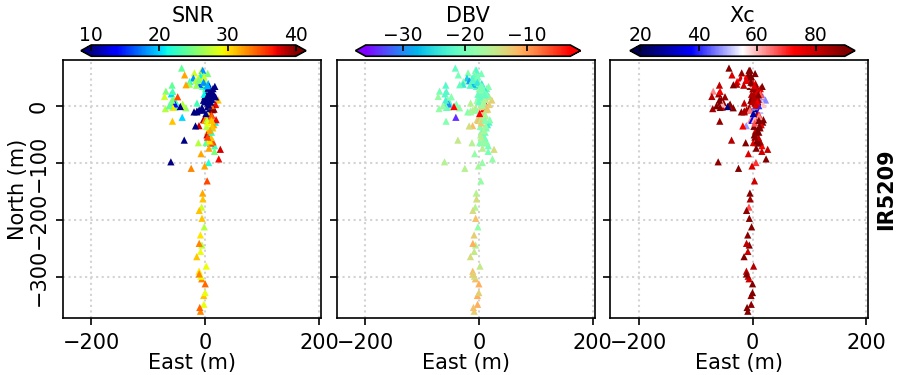 SNR DBV Xc
10 20 30 40 −30 −20 −10 20 40 60 80
North (m)
0
−100
−200
−300
IR5209
−200 0 200 −200 0 200 −200 0 200
East (m) East (m) East (m)